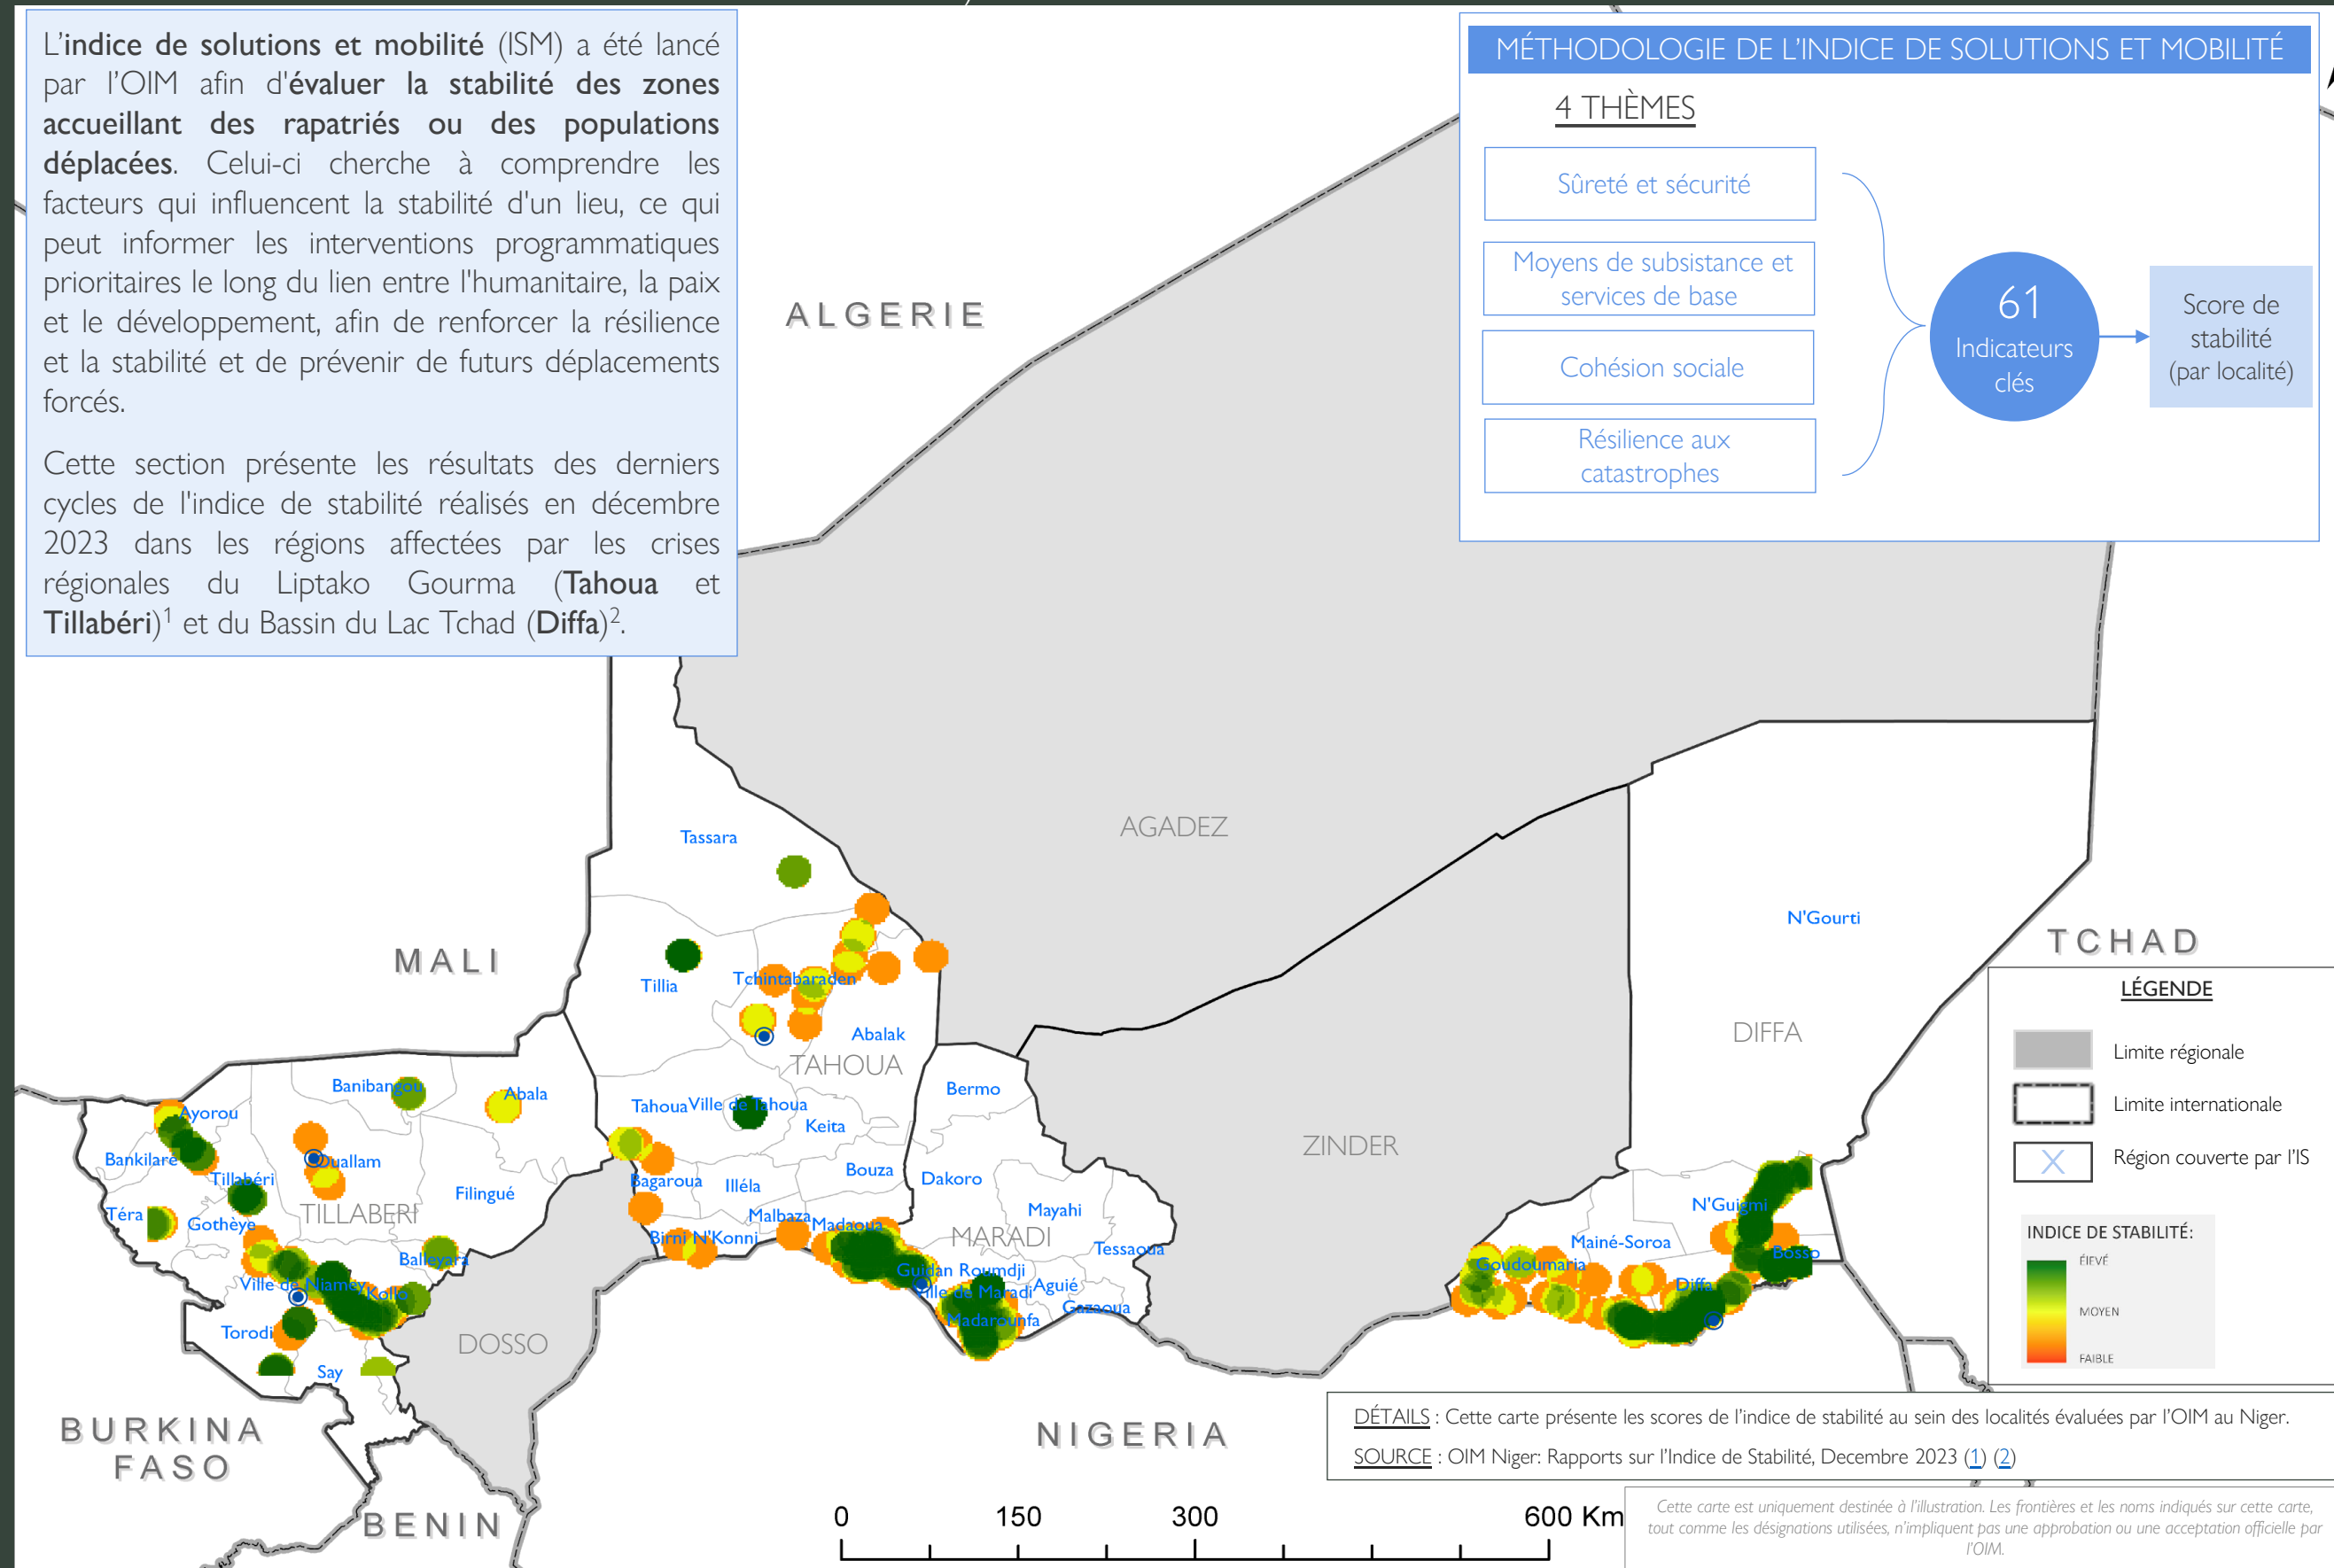 L'indice de solutions et mobilité (ISM) a été lancé
par l'OIM afin d'évaluer la stabilité des zones
accueillant des rapatriés ou des populations
déplacées. Celui-ci cherche à comprendre les
facteurs qui influencent la stabilité d'un lieu, ce qui
peut informer les interventions programmatiques
prioritaires le long du lien entre l'humanitaire, la paix
et le développement, afin de renforcer la résilience
et la stabilité et de prévenir de futurs déplacements
forcés.
Cette section présente les résultats des derniers
cycles de l'indice de stabilité réalisés en décembre
2023 dans les régions affectées par les crises
régionales du Liptako Gourma (Tahoua et
Tillabéri)1 et du Bassin du Lac Tchad (Diffa)2.
MÉTHODOLOGIE DE L'INDICE DE SOLUTIONS ET MOBILITÉ
4 THÈMES
Sûreté et sécurité
Moyens de subsistance et
services de base
Cohésion sociale
Résilience aux
catastrophes
61
Indicateurs
clés
Score de
stabilité
(par localité)
ALGERIE
AGADEZ
Tassara
N'Gourti
MALI
TCHAD
Tillia
Tchintabaraden
Abalak
TAHOUA
DIFFA
Banibangou
Abala
Bermo
Ayorou
Tahoua
Ville de Tahoua
Keita
ZINDER
Bankilaré
Ouallam
Bouza
Dakoro
Tillabéri
Filingué
Bagaroua
Illéla
Mayahi
N'Guigmi
Téra
Gothèye
TILLABERI
Malbaza
Madaoua
MARADI
Birni N'Konni
Tessaoua
Mainé-Soroa
Bosso
Balleyara
Guidan Roumdji
Goudoumaria
Ville de Niamey
Kollo
Ville de Maradi
Aguié
Diffa
Gazaoua
Torodi
Madarounfa
DOSSO
Say
BURKINA
FASO
NIGERIA
BENIN
LÉGENDE
Limite régionale
Limite internationale
X
Région couverte par l'IS
INDICE DE STABILITÉ:
ÉLEVÉ
MOYEN
FAIBLE
DÉTAILS : Cette carte présente les scores de l'indice de stabilité au sein des localités évaluées par l'OIM au Niger.
SOURCE : OIM Niger: Rapports sur l'Indice de Stabilité, Decembre 2023 (1) (2)
0 150 300 600 Km
Cette carte est uniquement destinée à l'illustration. Les frontières et les noms indiqués sur cette carte,
tout comme les désignations utilisées, n'impliquent pas une approbation ou une acceptation officielle par
l'OIM.